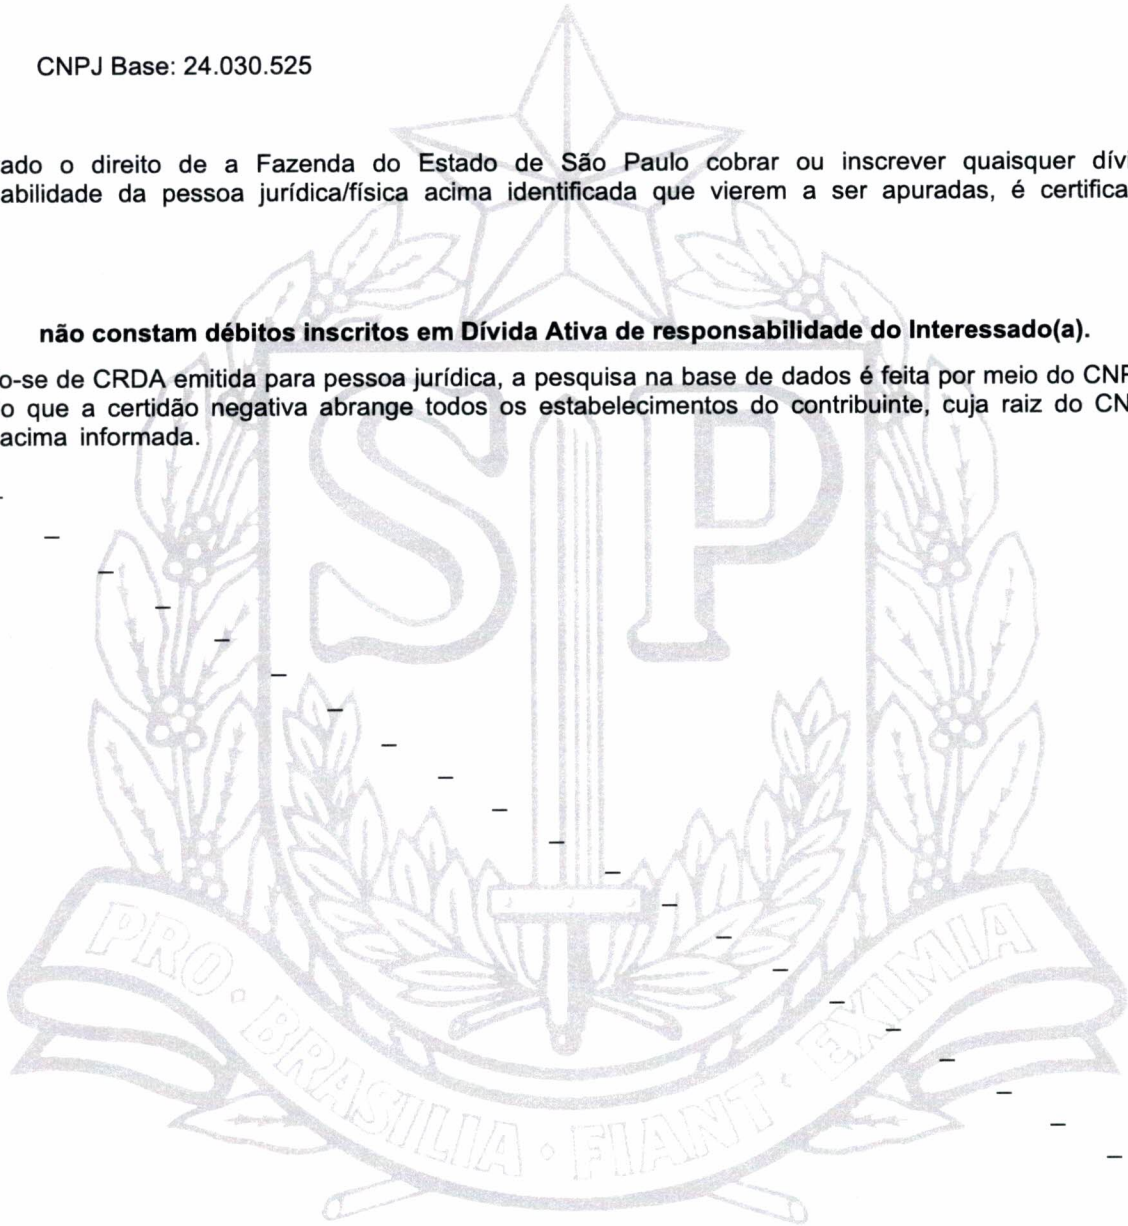 CNPJ Base: 24.030.525
ado o direito de a Fazenda do Estado de São Paulo cobrar ou inscrever quaisquer dívi
abilidade da pessoa jurídica/física acima identificada que vierem a ser apuradas, é certifica
não constam débitos inscritos em Dívida Ativa de responsabilidade do Interessado(a).
o-se de CRDA emitida para pessoa jurídica, a pesquisa na base de dados é feita por meio do CNP
o que a certidão negativa abrange todos os estabelecimentos do contribuinte, cuja raiz do CN
acima informada.
SP
PRO · BRASILIA · FIANT · EXIMIA